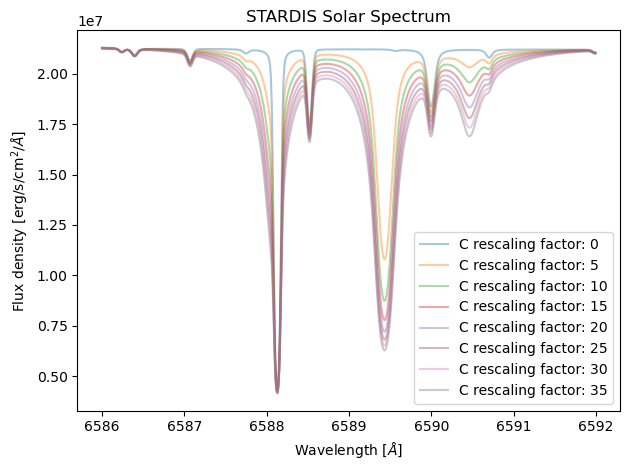 STARDIS Solar Spectrum
1e7
Flux density [erg/s/cm²/Å]
2.00
1.75
1.50
1.25
1.00
0.75
0.50
C rescaling factor: 0
C rescaling factor: 5
C rescaling factor: 10
C rescaling factor: 15
C rescaling factor: 20
C rescaling factor: 25
C rescaling factor: 30
C rescaling factor: 35
6586 6587 6588 6589 6590 6591 6592
Wavelength [Å]